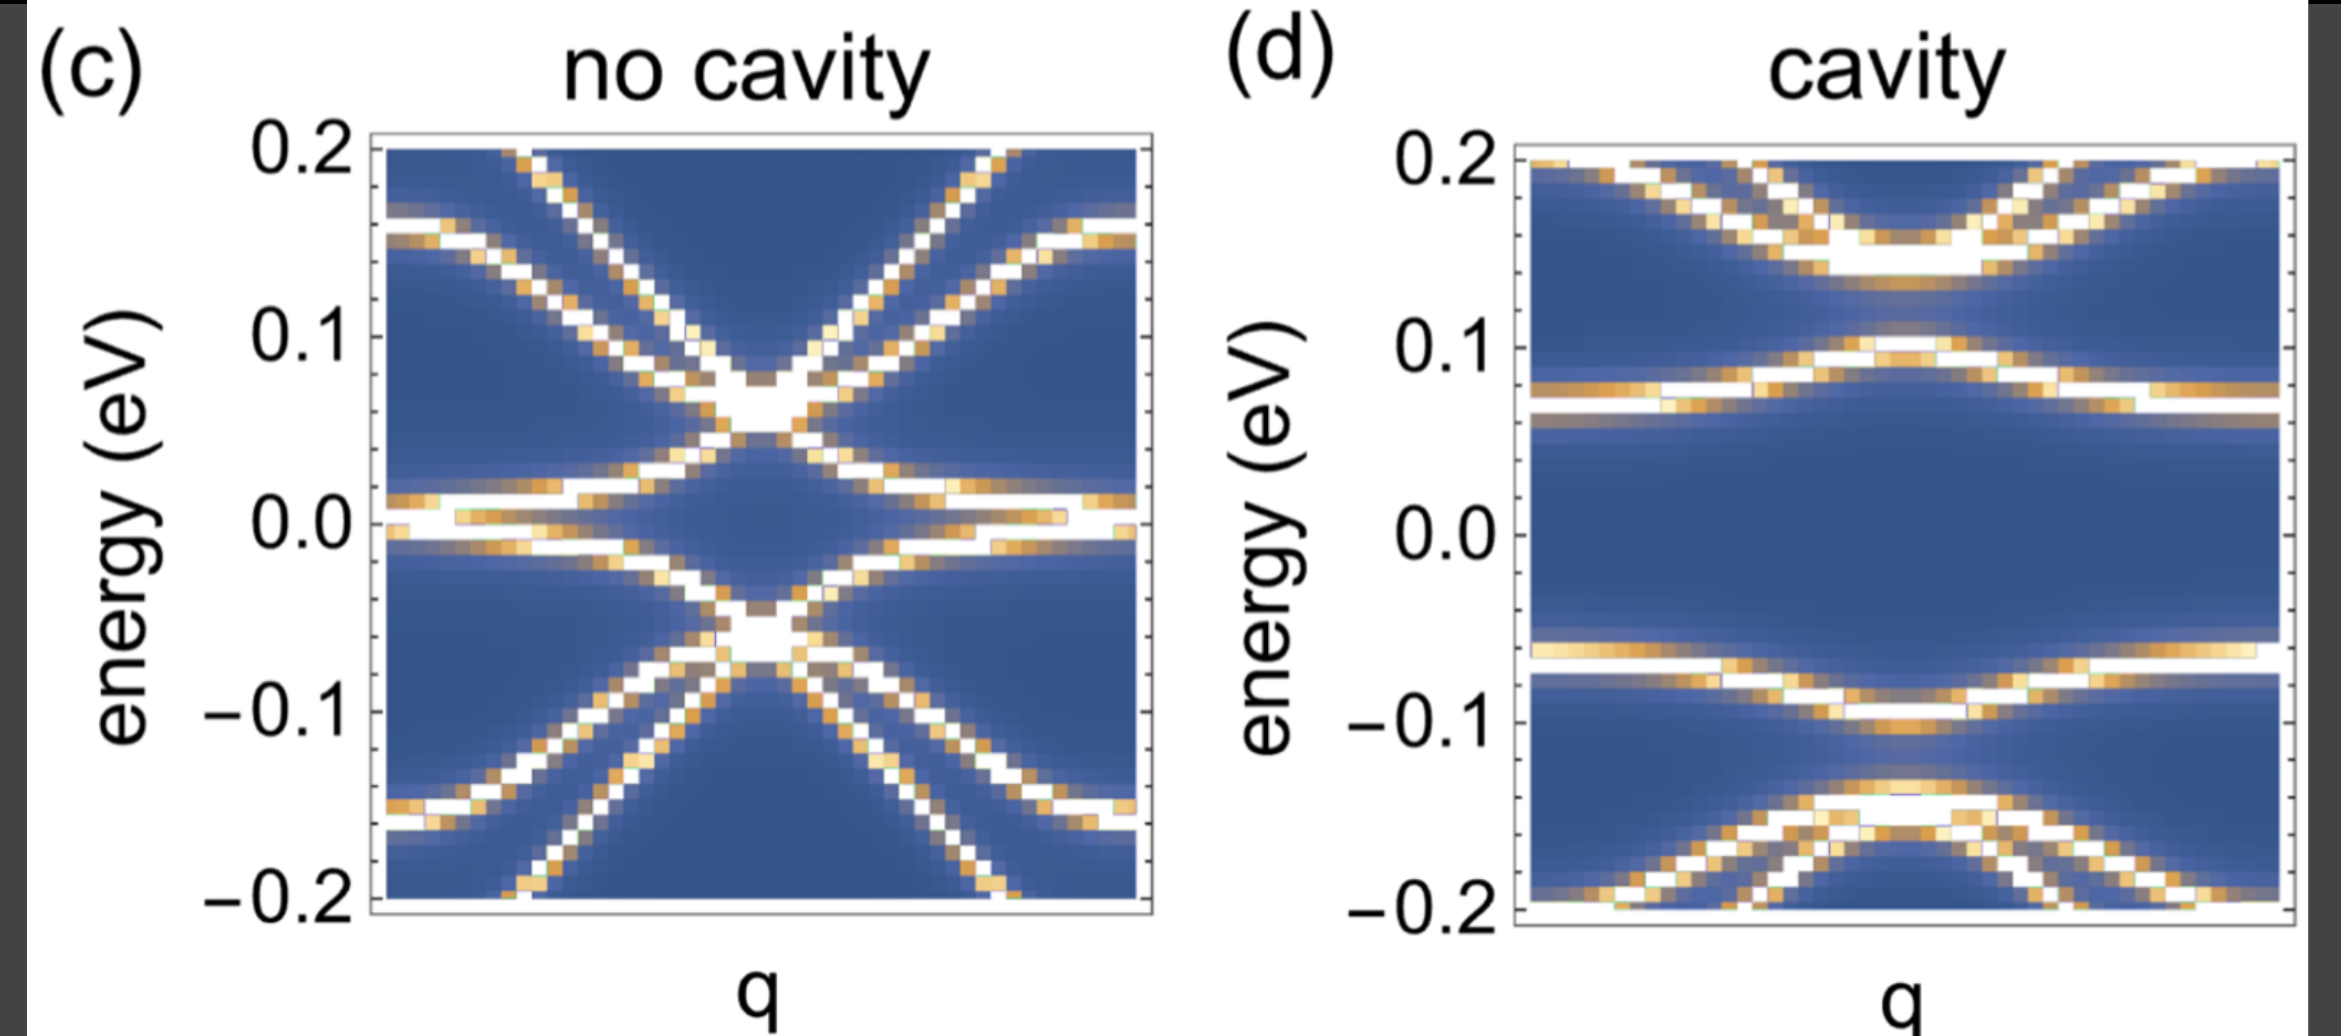 (c)
no cavity
0.2
0.1
0.0
−0.1
−0.2
energy (eV)
q
(d)
cavity
0.2
0.1
0.0
−0.1
−0.2
energy (eV)
q